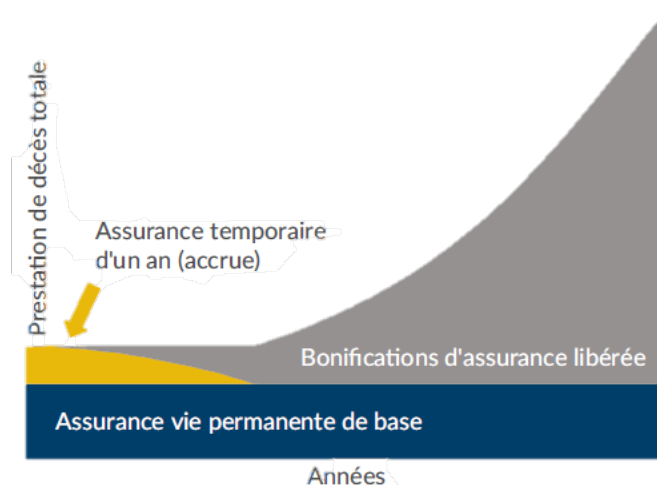 Prestation de décès totale
Assurance temporaire
d'un an (accrue)
Bonifications d'assurance libérée
Assurance vie permanente de base
Années